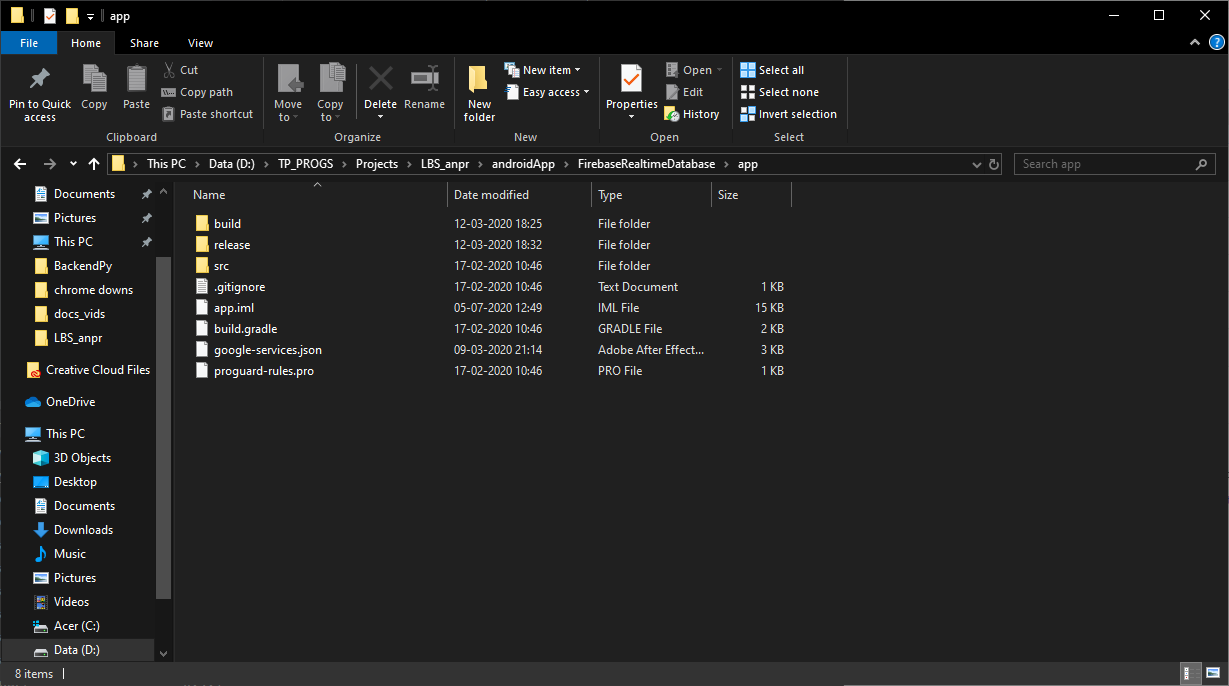 app
File Home Share View
Pin to Quick access
Copy
Paste
Cut
Copy path
Paste shortcut
Clipboard
Move to
Copy to
Delete
Rename
Organize
New folder
New item
Easy access
New
Properties
Open
Edit
History
Open
Select all
Select none
Invert selection
Select
This PC > Data (D:) > TP_PROGS > Projects > LBS_anpr > androidApp > FirebaseRealtimeDatabase > app
Search app
Documents
Pictures
This PC
BackendPy
chrome downs
docs_vids
LBS_anpr
Creative Cloud Files
OneDrive
This PC
3D Objects
Desktop
Documents
Downloads
Music
Pictures
Videos
Acer (C:)
Data (D:)
Name Date modified Type Size
build 12-03-2020 18:25 File folder
release 12-03-2020 18:32 File folder
src 17-02-2020 10:46 File folder
.gitignore 17-02-2020 10:46 Text Document 1 KB
app.iml 05-07-2020 12:49 IML File 15 KB
build.gradle 17-02-2020 10:46 GRADLE File 2 KB
google-services.json 09-03-2020 21:14 Adobe After Effect... 3 KB
proguard-rules.pro 17-02-2020 10:46 PRO File 1 KB
8 items